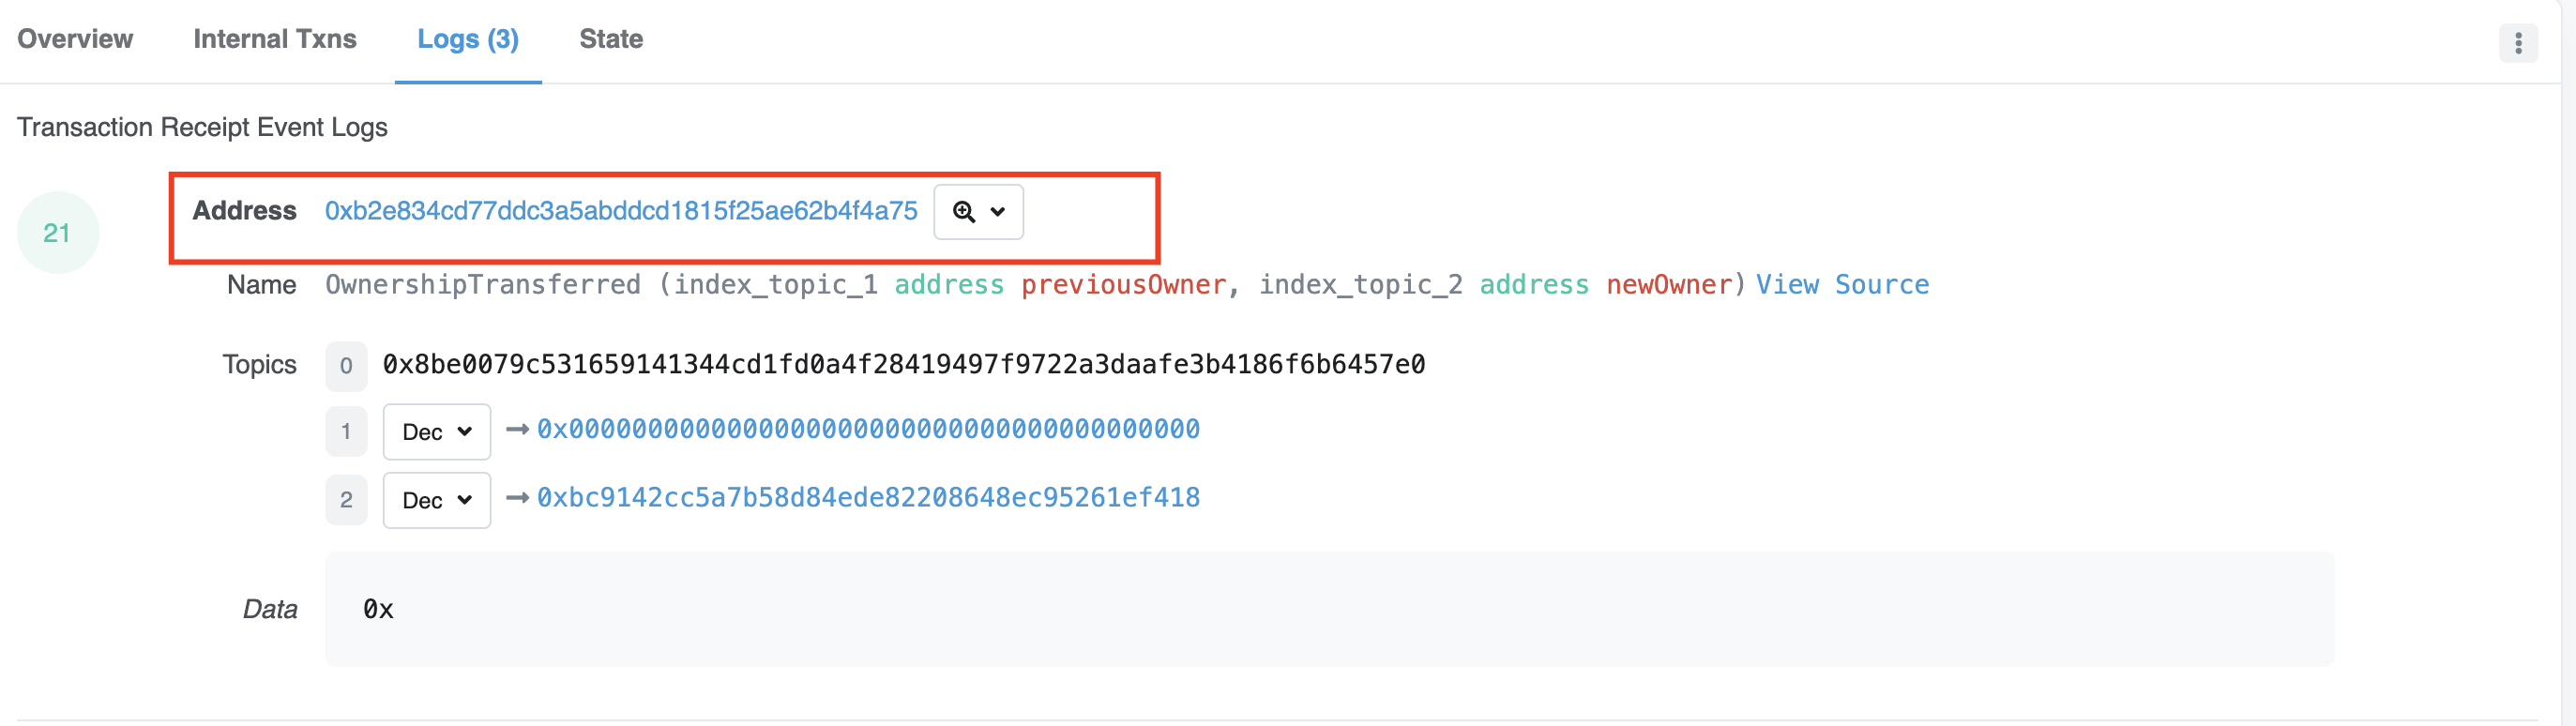 Overview Internal Txns Logs (3) State
Transaction Receipt Event Logs
21
Address 0xb2e834cd77ddc3a5abddcd1815f25ae62b4f4a75
Name OwnershipTransferred (index_topic_1 address previousOwner, index_topic_2 address newOwner) View Source
Topics 0 0x8be0079c531659141344cd1fd0a4f28419497f9722a3daafe3b4186f6b6457e0
1 Dec → 0x0000000000000000000000000000000000000000
2 Dec → 0xbc9142cc5a7b58d84ede82208648ec95261ef418
Data 0x